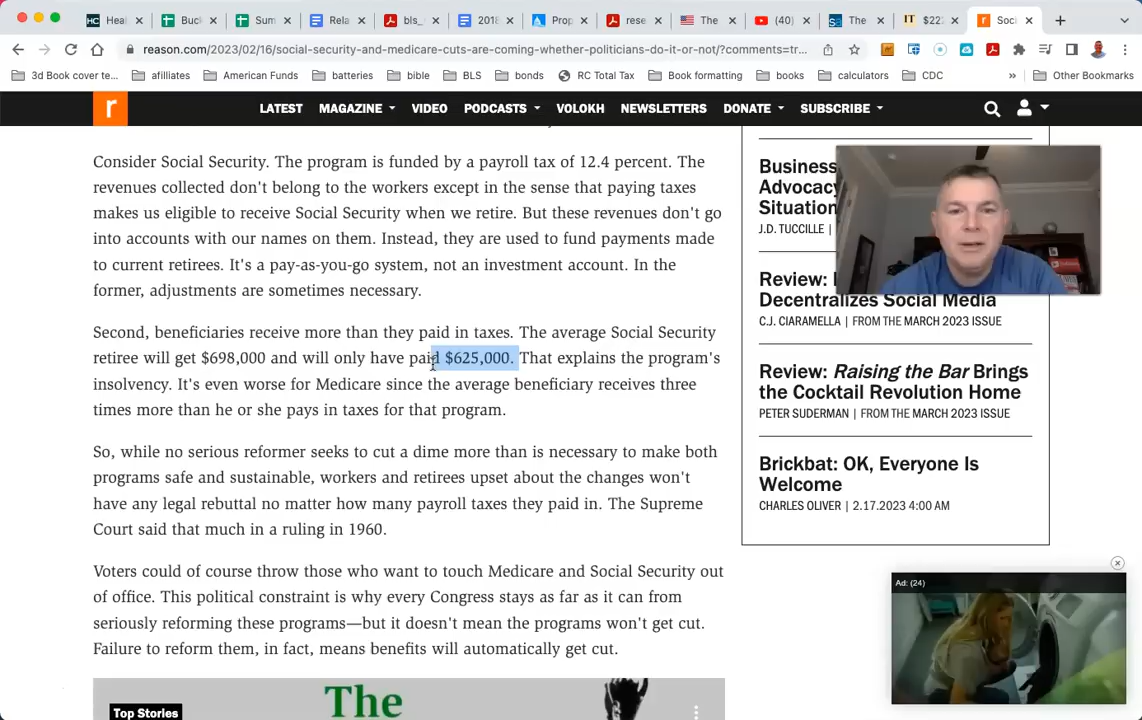 Heal
Buck
Sum
Rela
bls_
2018
Prop
rese
The
(40)
The
$22
Soci
reason.com/2023/02/16/social-security-and-medicare-cuts-are-coming-whether-politicians-do-it-or-not/?comments=tr...
3d Book cover te...
afilliates
American Funds
batteries
bible
BLS
bonds
RC Total Tax
Book formatting
books
calculators
CDC
»
Other Bookmarks
r
LATEST
MAGAZINE
VIDEO
PODCASTS
VOLOKH
NEWSLETTERS
DONATE
SUBSCRIBE
Consider Social Security. The program is funded by a payroll tax of 12.4 percent. The
revenues collected don't belong to the workers except in the sense that paying taxes
makes us eligible to receive Social Security when we retire. But these revenues don't go
into accounts with our names on them. Instead, they are used to fund payments made
to current retirees. It's a pay-as-you-go system, not an investment account. In the
former, adjustments are sometimes necessary.
Second, beneficiaries receive more than they paid in taxes. The average Social Security
retiree will get $698,000 and will only have paid $625,000. That explains the program's
insolvency. It's even worse for Medicare since the average beneficiary receives three
times more than he or she pays in taxes for that program.
So, while no serious reformer seeks to cut a dime more than is necessary to make both
programs safe and sustainable, workers and retirees upset about the changes won't
have any legal rebuttal no matter how many payroll taxes they paid in. The Supreme
Court said that much in a ruling in 1960.
Voters could of course throw those who want to touch Medicare and Social Security out
of office. This political constraint is why every Congress stays as far as it can from
seriously reforming these programs—but it doesn't mean the programs won't get cut.
Failure to reform them, in fact, means benefits will automatically get cut.
The
Top Stories
Business
Advocacy
Situation
J.D. TUCCILLE |
Review:
Decentralizes Social Media
C.J. CIARAMELLA | FROM THE MARCH 2023 ISSUE
Review: Raising the Bar Brings
the Cocktail Revolution Home
PETER SUDERMAN | FROM THE MARCH 2023 ISSUE
Brickbat: OK, Everyone Is
Welcome
CHARLES OLIVER | 2.17.2023 4:00 AM
Ad: (24)